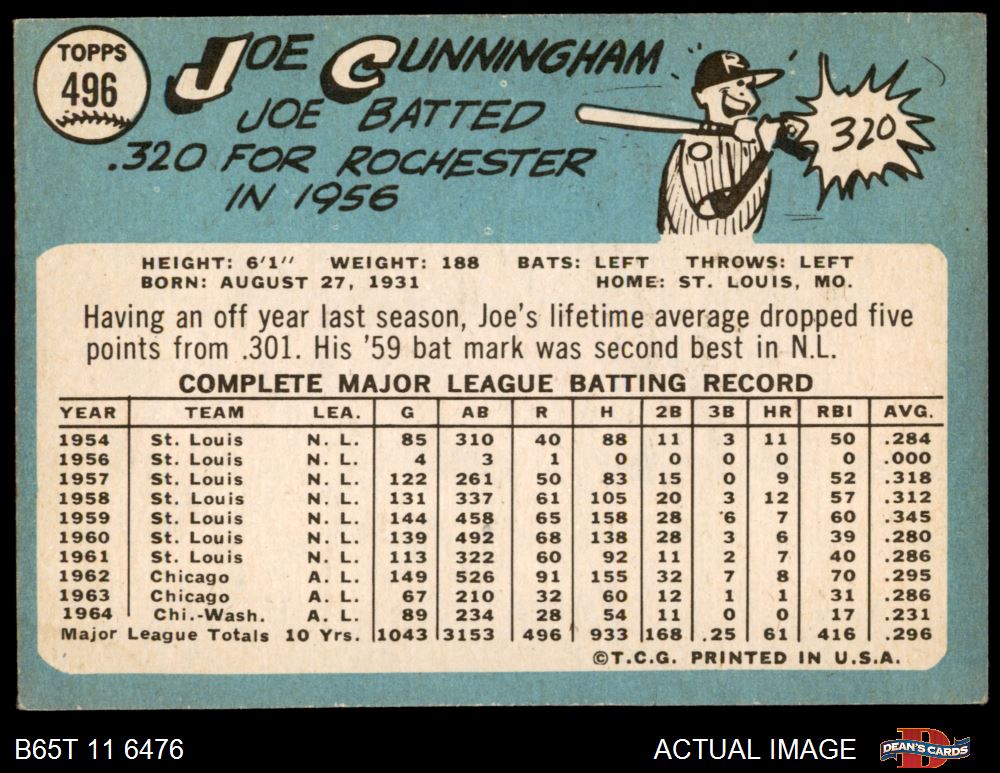 TOPPS
496
JOE CUNNINGHAM
JOE BATTED
.320 FOR ROCHESTER
IN 1956
R
320
HEIGHT: 6'1" WEIGHT: 188 BATS: LEFT THROWS: LEFT
BORN: AUGUST 27, 1931 HOME: ST. LOUIS, MO.
Having an off year last season, Joe's lifetime average dropped five
points from .301. His '59 bat mark was second best in N.L.
COMPLETE MAJOR LEAGUE BATTING RECORD
YEAR TEAM LEA. G AB R H 2B 3B HR RBI AVG.
1954 St. Louis N. L. 85 310 40 88 11 3 11 50 .284
1956 St. Louis N. L. 4 3 1 0 0 0 0 0 .000
1957 St. Louis N. L. 122 261 50 83 15 0 9 52 .318
1958 St. Louis N. L. 131 337 61 105 20 3 12 57 .312
1959 St. Louis N. L. 144 458 65 158 28 6 7 60 .345
1960 St. Louis N. L. 139 492 68 138 28 3 6 39 .280
1961 St. Louis N. L. 113 322 60 92 11 2 7 40 .286
1962 Chicago A. L. 149 526 91 155 32 7 8 70 .295
1963 Chicago A. L. 67 210 32 60 12 1 1 31 .286
1964 Chi.-Wash. A. L. 89 234 28 54 11 0 0 17 .231
Major League Totals 10 Yrs. 1043 3153 496 933 168 .25 61 416 .296
©T.C.G. PRINTED IN U.S.A.
B65T 11 6476 ACTUAL IMAGE DEAN'S CARDS